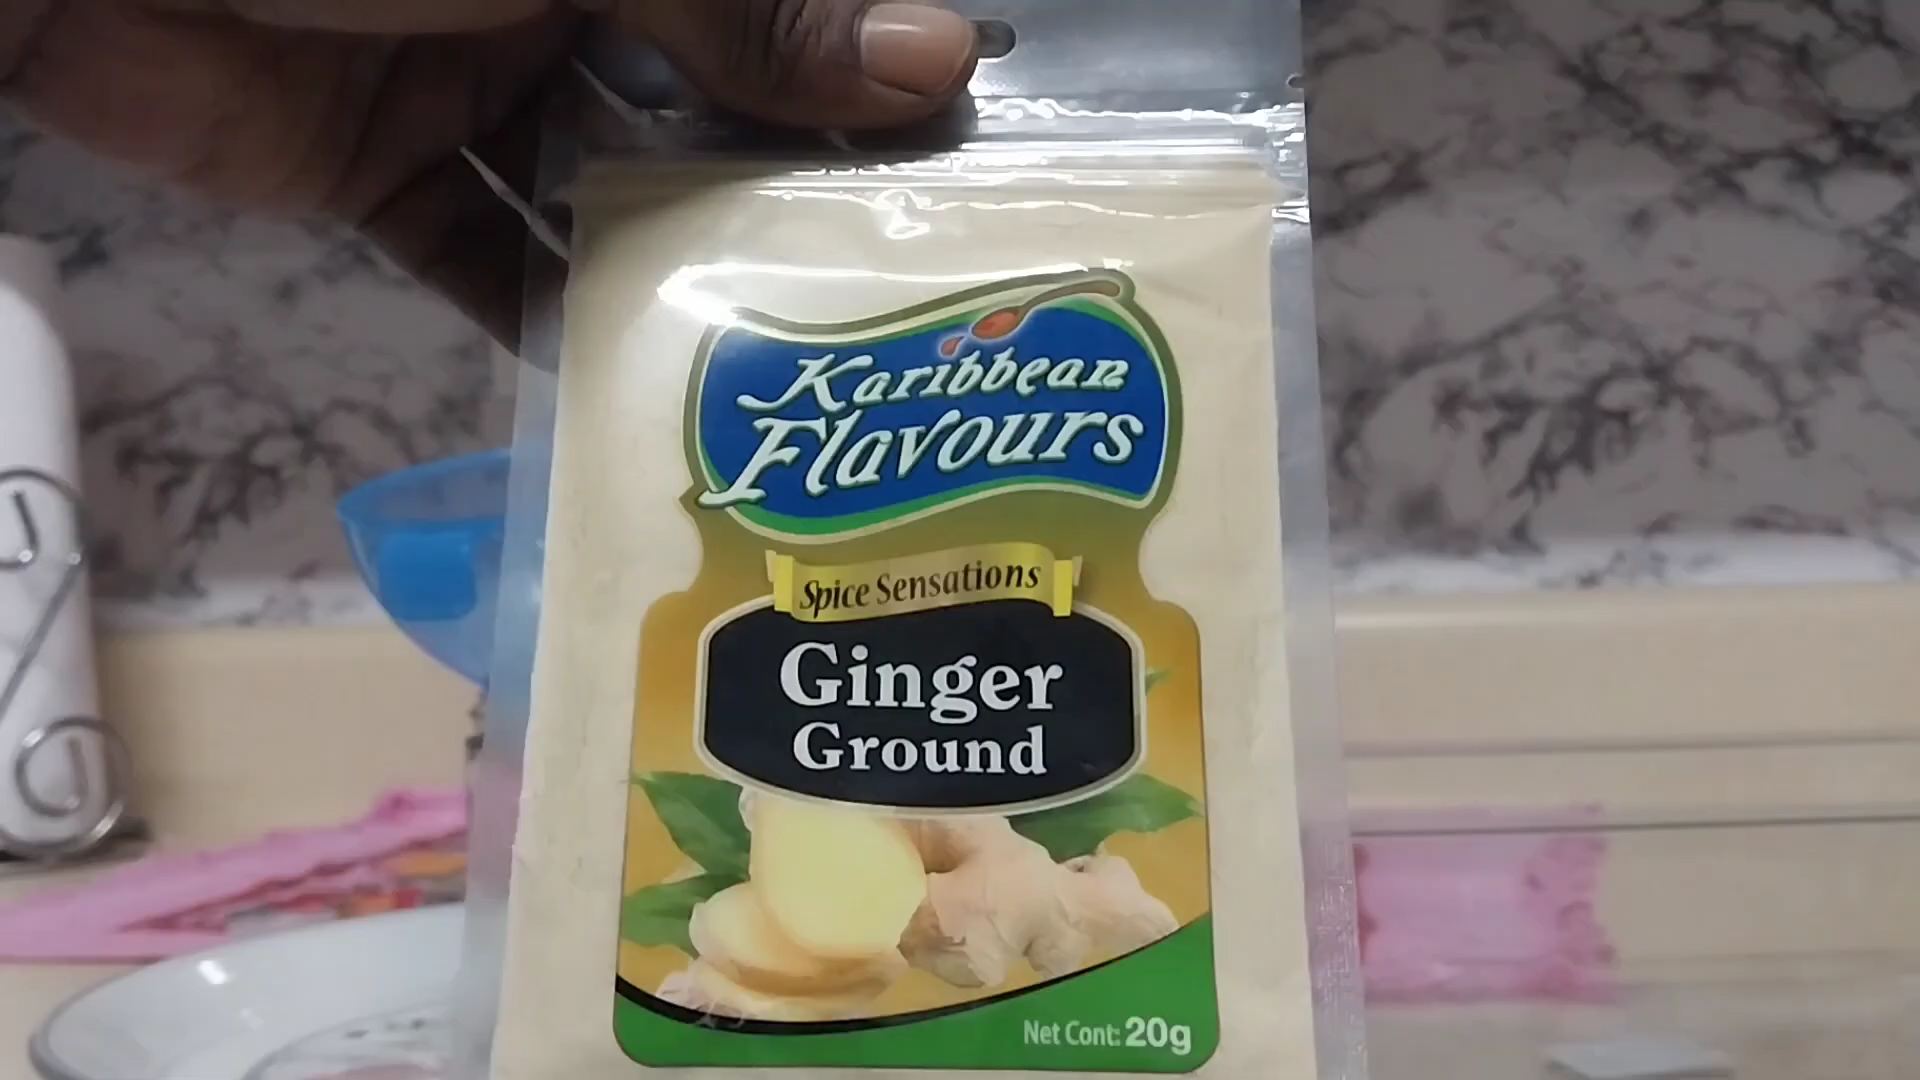 Karibbean
Flavours
Spice Sensations
Ginger
Ground
Net Cont: 20g